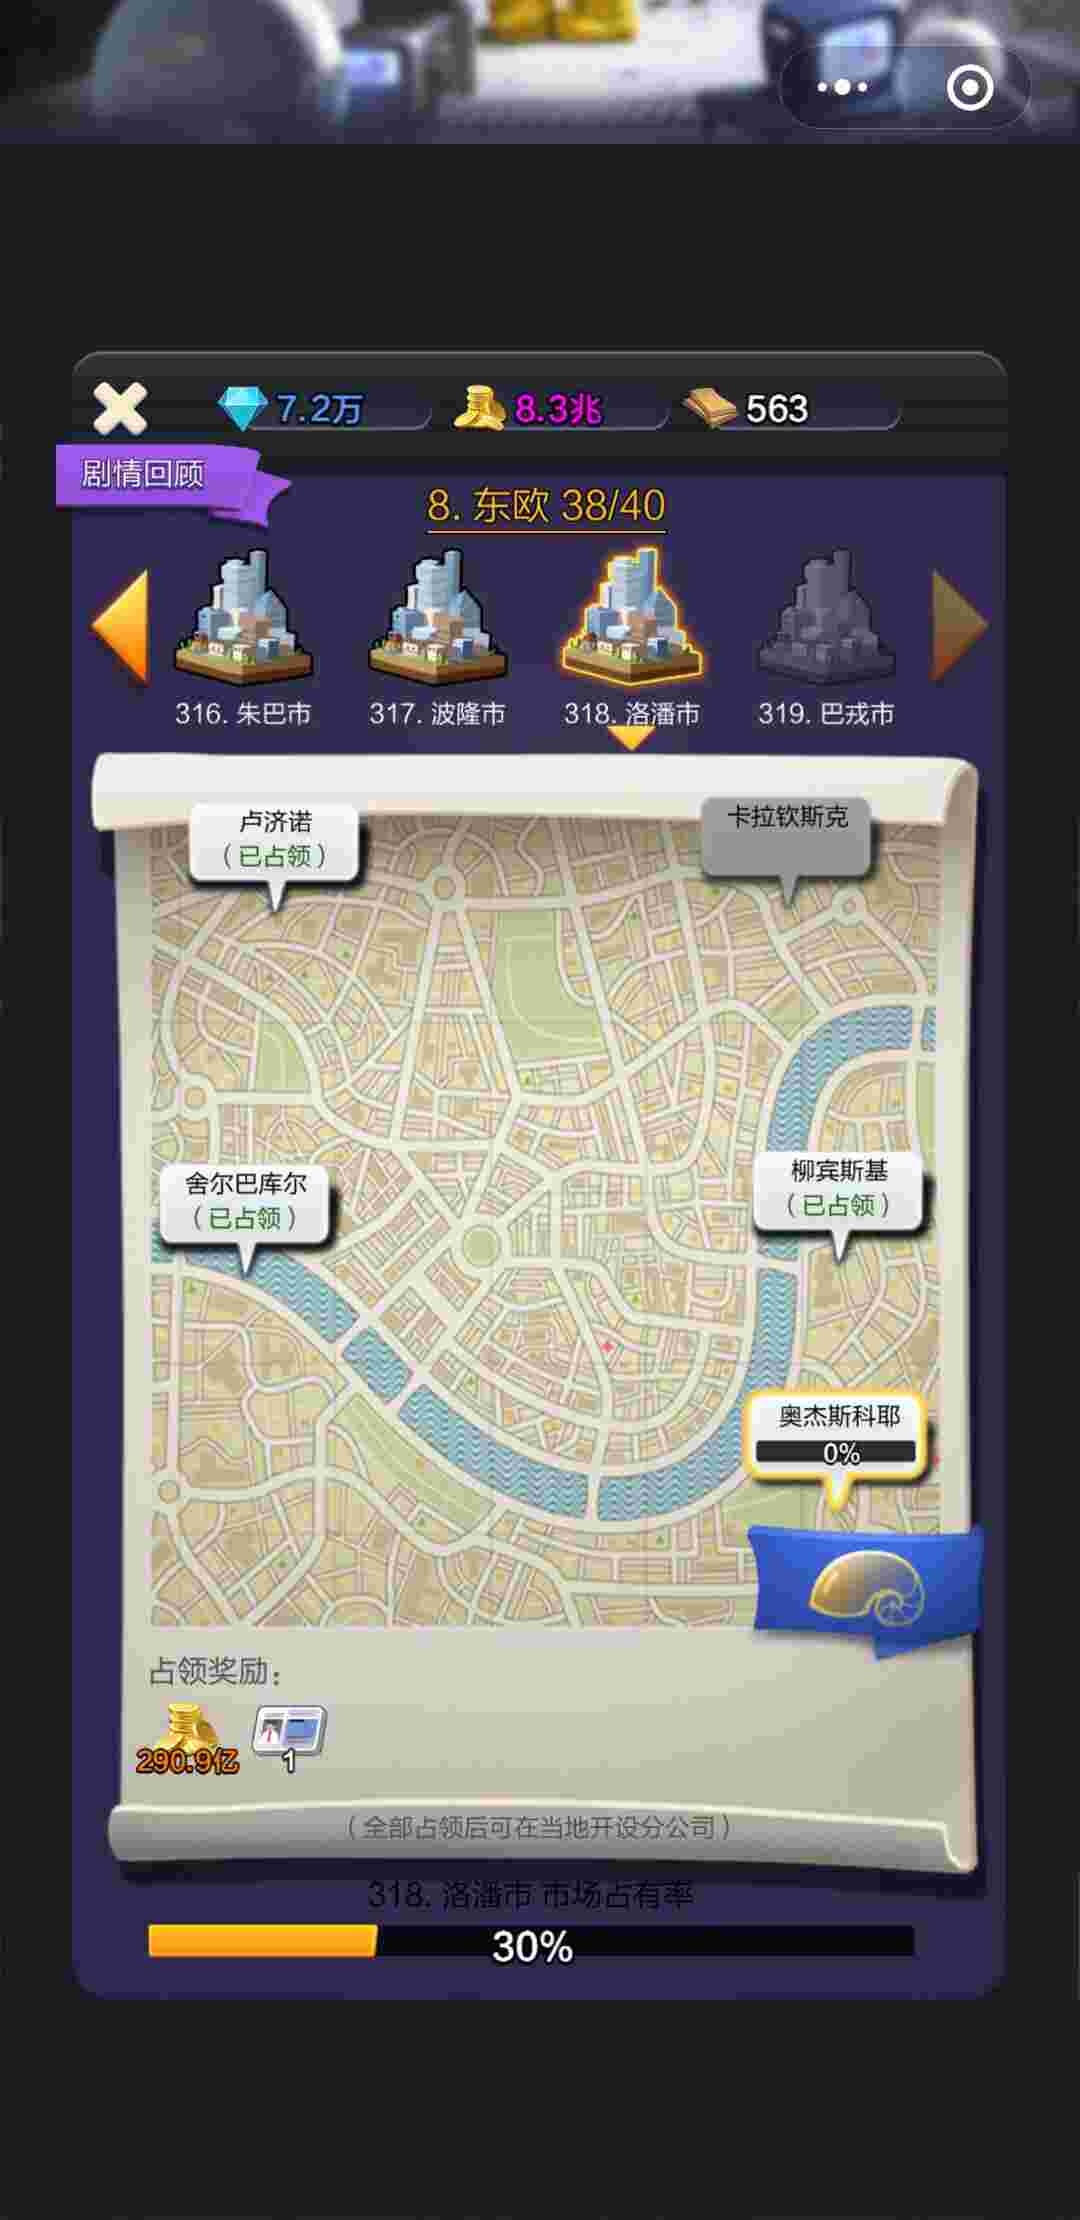 7.2万
8.3兆
563
剧情回顾
8. 东欧 38/40
316. 朱巴市
317. 波隆市
318. 洛潘市
319. 巴戎市
卢济诺
（已占领）
卡拉钦斯克
舍尔巴库尔
（已占领）
柳宾斯基
（已占领）
奥杰斯科耶
0%
占领奖励：
290.9亿
1
（全部占领后可在当地开设分公司）
318. 洛潘市 市场占有率
30%